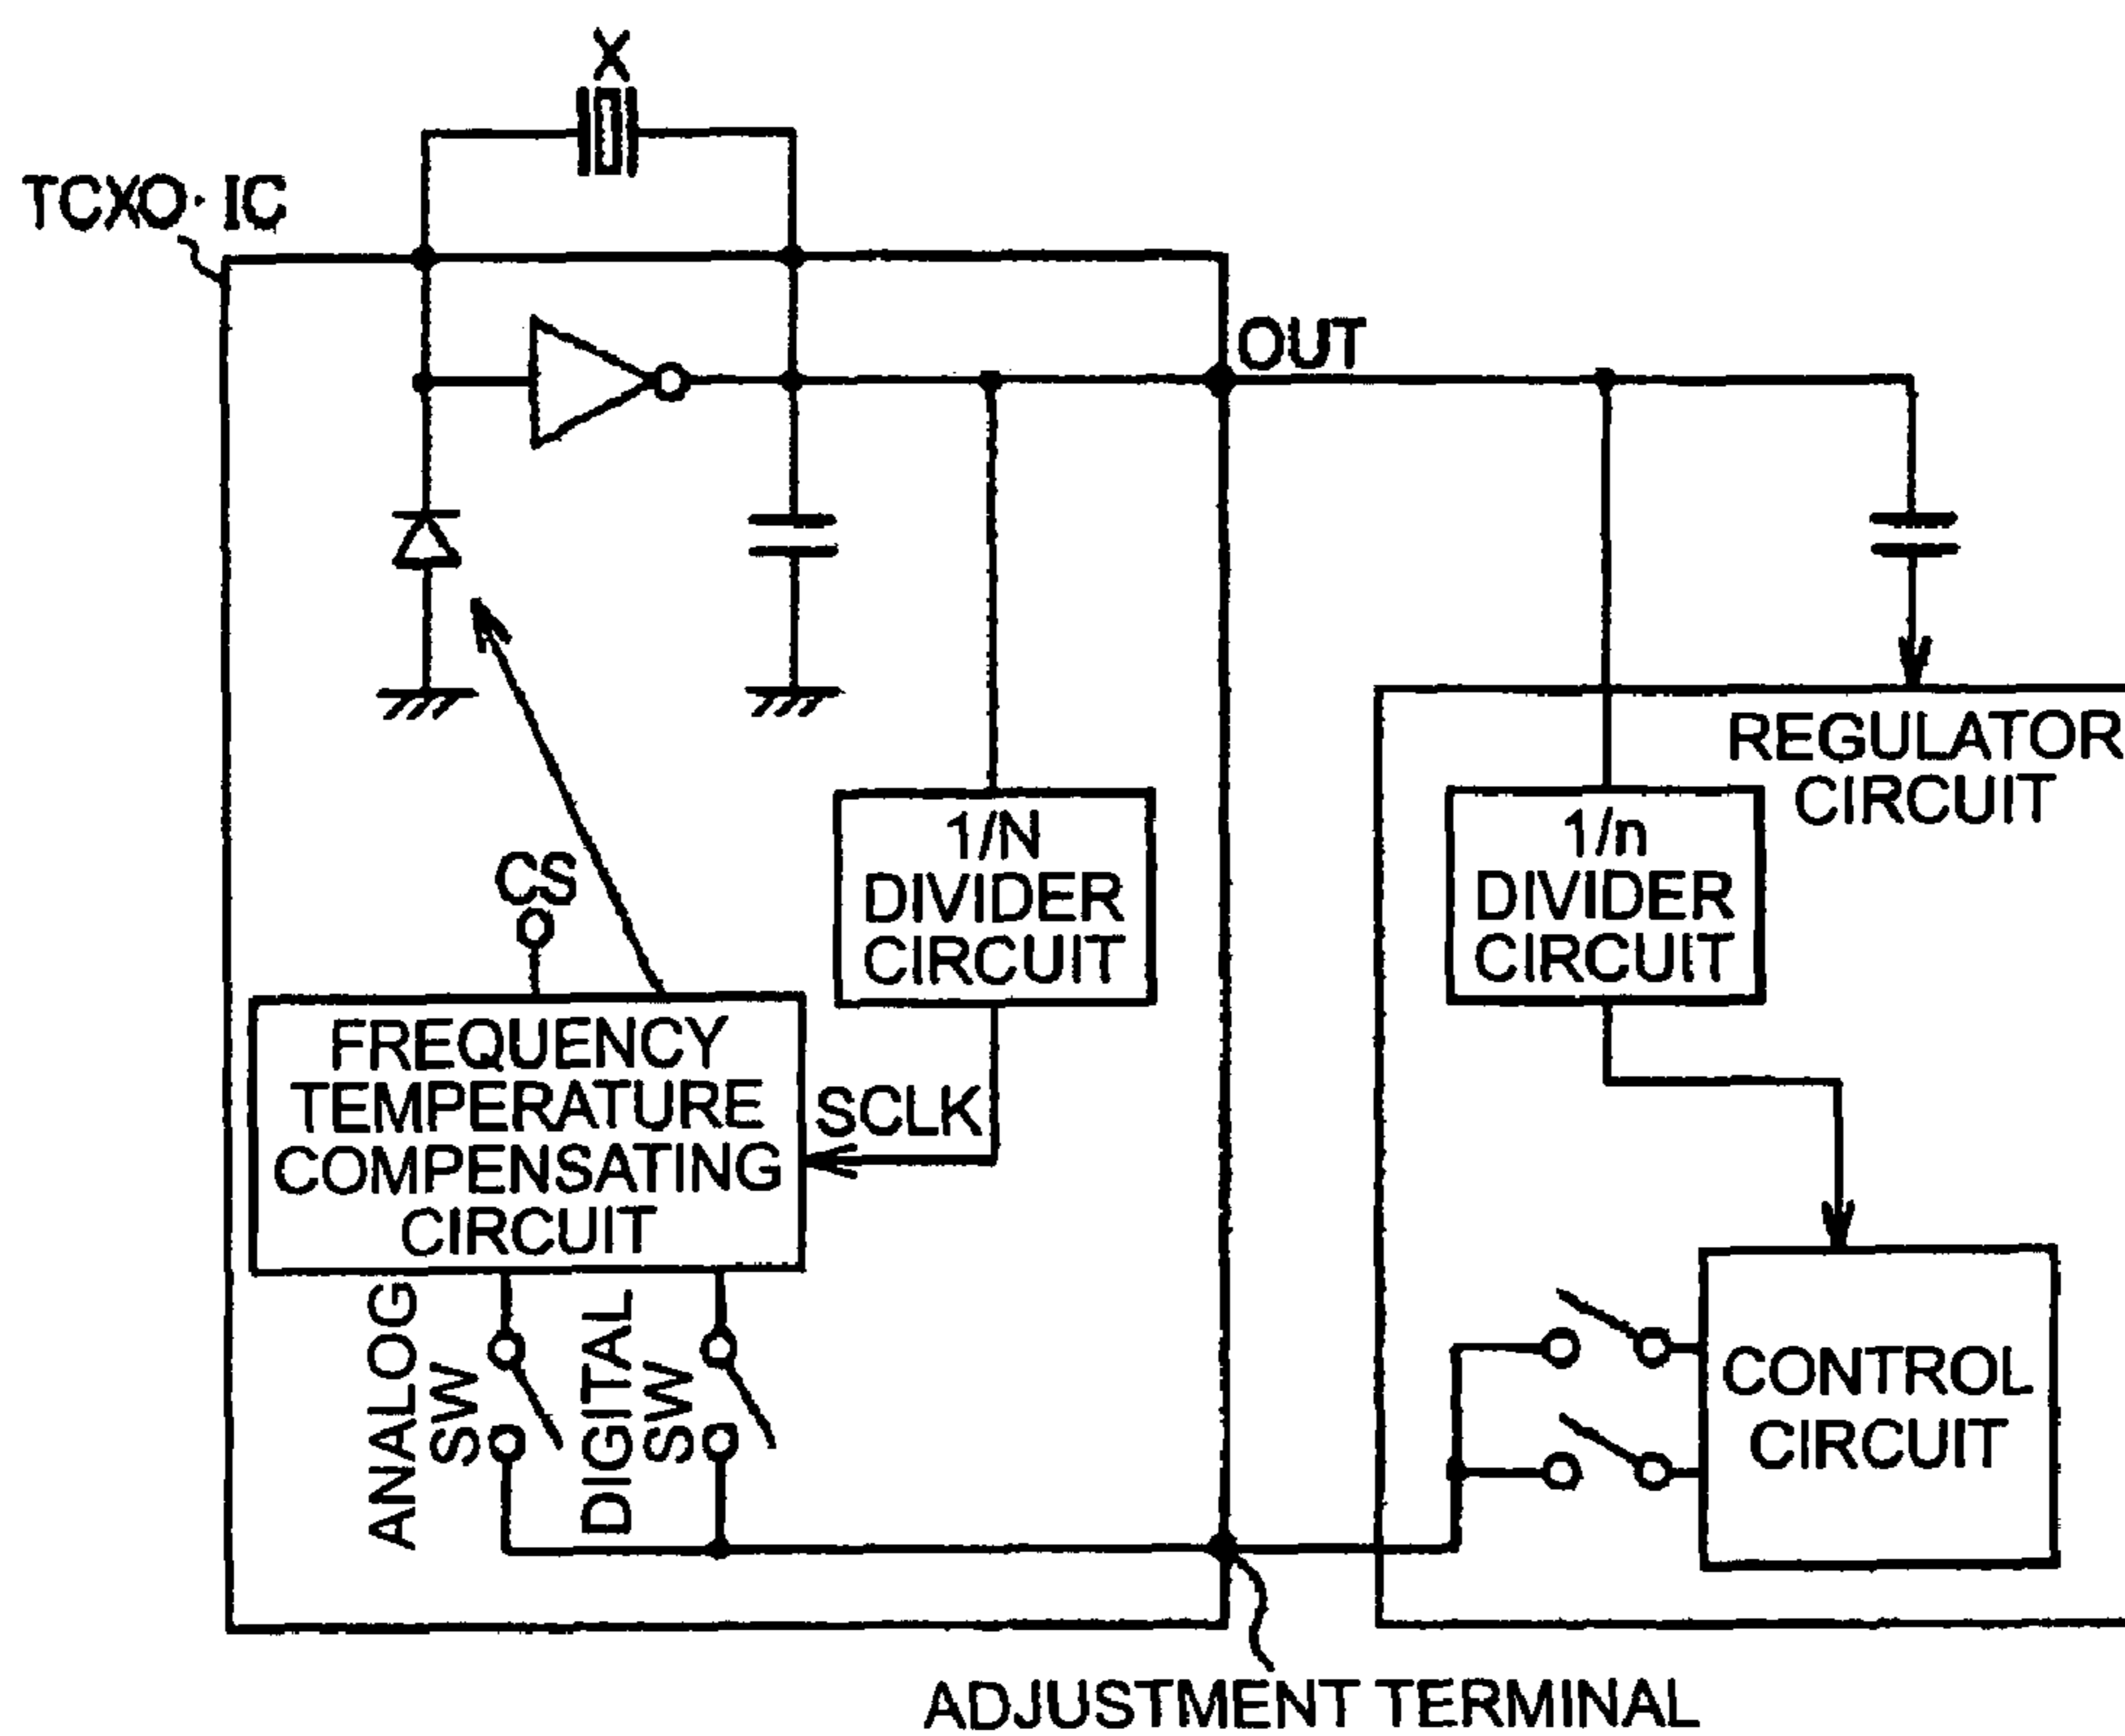 X
TCXO· IC
OUT
REGULATOR
CIRCUIT
1/N
DIVIDER
CIRCUIT
1/n
DIVIDER
CIRCUIT
CS
FREQUENCY
TEMPERATURE
COMPENSATING
CIRCUIT
SCLK
ANALOG
SW
DIGITAL
SW
CONTROL
CIRCUIT
ADJUSTMENT TERMINAL